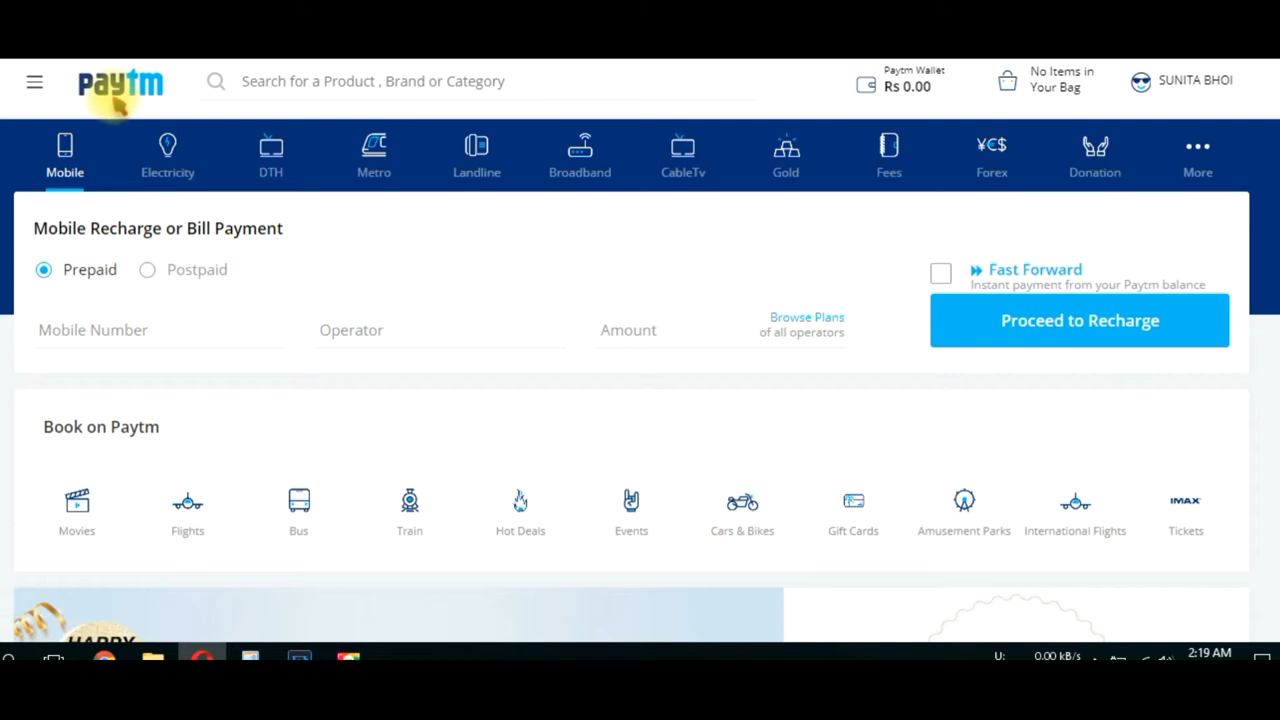 paytm
Search for a Product , Brand or Category
Paytm Wallet
Rs 0.00
No Items in
Your Bag
SUNITA BHOI
Mobile
Electricity
DTH
Metro
Landline
Broadband
CableTv
Gold
¥€$
Fees
Forex
Donation
More
Mobile Recharge or Bill Payment
Prepaid
Postpaid
Fast Forward
Instant payment from your Paytm balance
Mobile Number
Operator
Amount
Browse Plans
of all operators
Proceed to Recharge
Book on Paytm
IMAX
Movies
Flights
Bus
Train
Hot Deals
Events
Cars & Bikes
Gift Cards
Amusement Parks
International Flights
Tickets
HAPPY
U:
0.00 kB/s
2:19 AM